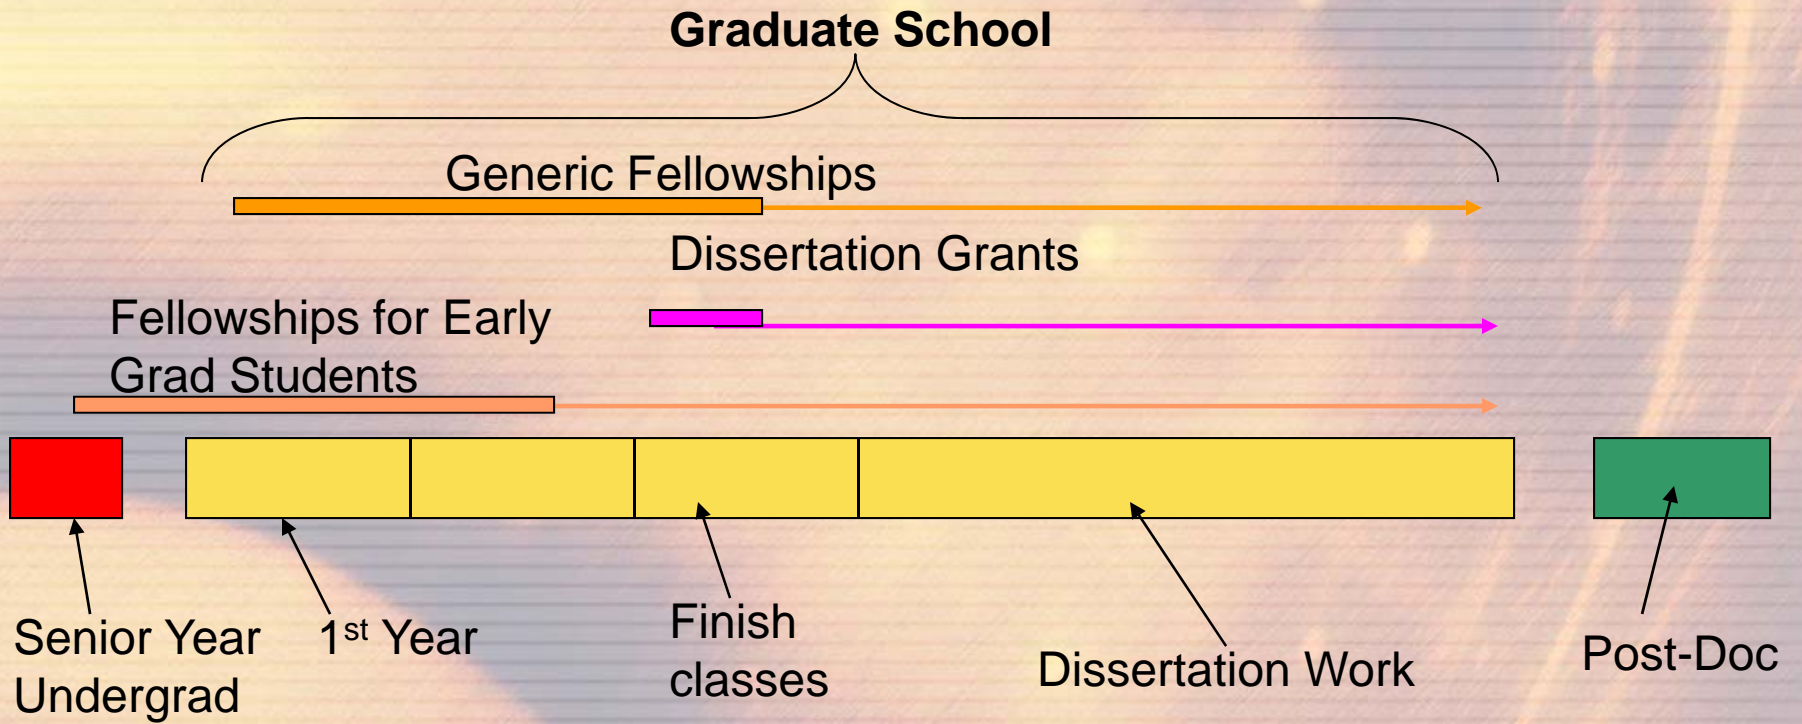 Graduate School
Generic Fellowships
Dissertation Grants
Fellowships for Early
Grad Students
Senior Year
Undergrad
1st Year
Finish
classes
Dissertation Work
Post-Doc